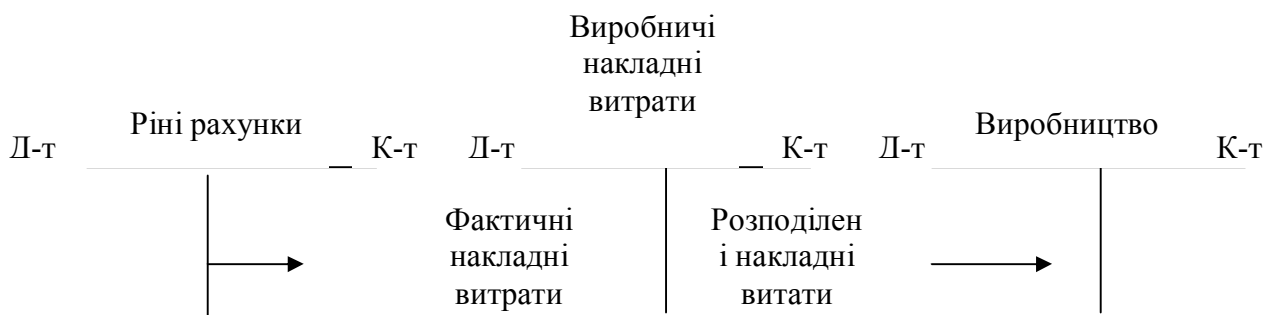 Виробничі
накладні
витрати
Ріні рахунки
Виробництво
Д-т _ К-т Д-т _ К-т Д-т К-т
Фактичні
накладні
витрати
Розподілен
і накладні
витати